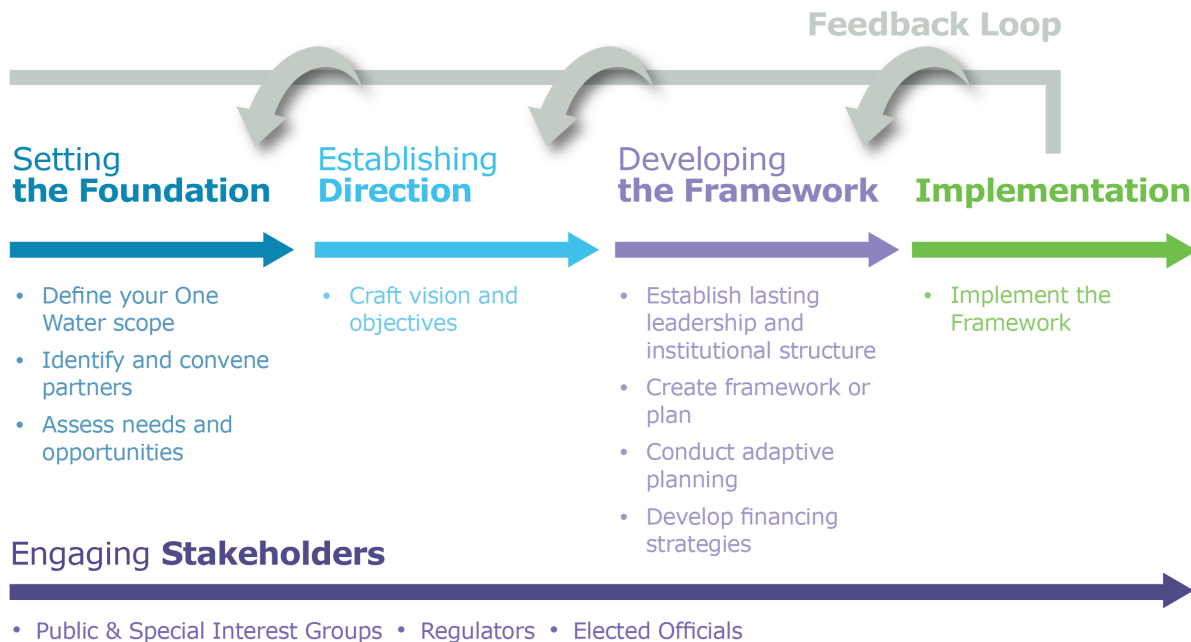 Feedback Loop
Setting
the Foundation
• Define your One
Water scope
• Identify and convene
partners
• Assess needs and
opportunities
Establishing
Direction
• Craft vision and
objectives
Developing
the Framework
• Establish lasting
leadership and
institutional structure
• Create framework or
plan
• Conduct adaptive
planning
• Develop financing
strategies
Implementation
• Implement the
Framework
Engaging Stakeholders
• Public & Special Interest Groups • Regulators • Elected Officials